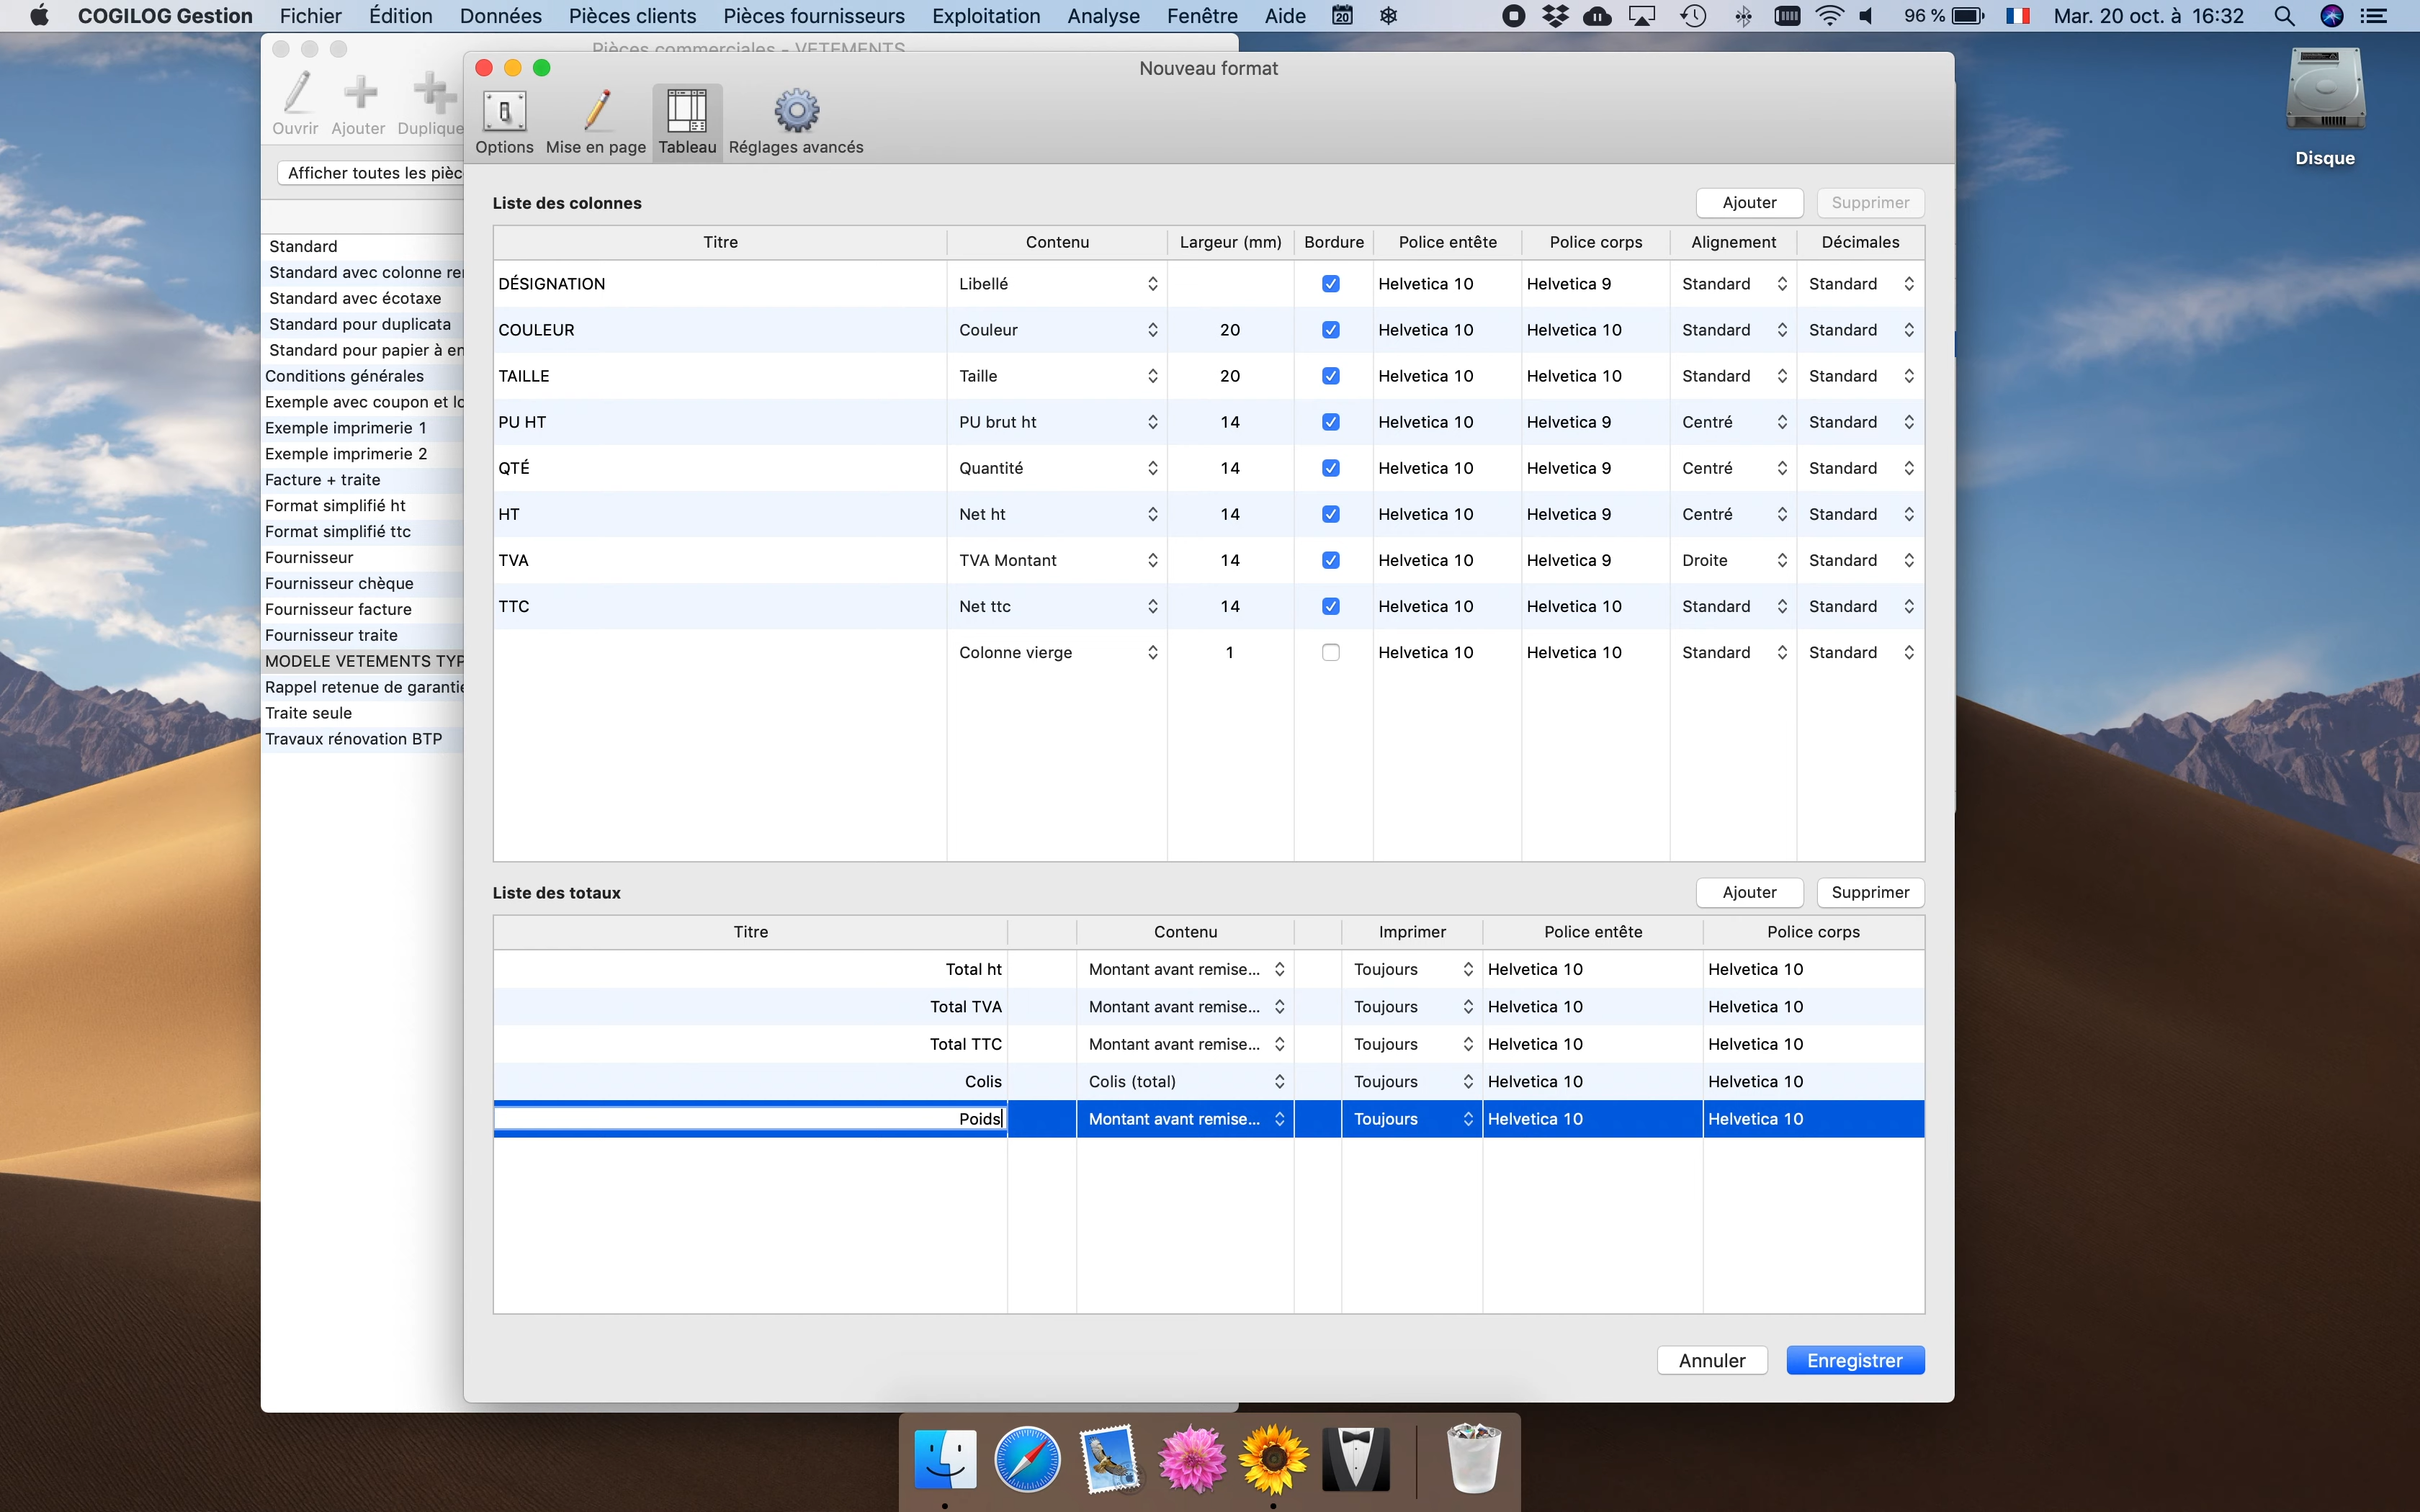 COGILOG Gestion Fichier Édition Données Pièces clients Pièces fournisseurs Exploitation Analyse Fenêtre Aide 20 96 % Mar. 20 oct. à 16:32
Pièces commerciales - VETEMENTS
Ouvrir Ajouter Duplique
Afficher toutes les pièc
Standard
Standard avec colonne re
Standard avec écotaxe
Standard pour duplicata
Standard pour papier à en
Conditions générales
Exemple avec coupon et lo
Exemple imprimerie 1
Exemple imprimerie 2
Facture + traite
Format simplifié ht
Format simplifié ttc
Fournisseur
Fournisseur chèque
Fournisseur facture
Fournisseur traite
MODELE VETEMENTS TYP
Rappel retenue de garantie
Traite seule
Travaux rénovation BTP
Nouveau format
Options Mise en page Tableau Réglages avancés
Liste des colonnes Ajouter Supprimer
Titre Contenu Largeur (mm) Bordure Police entête Police corps Alignement Décimales
DÉSIGNATION Libellé Helvetica 10 Helvetica 9 Standard Standard
COULEUR Couleur 20 Helvetica 10 Helvetica 10 Standard Standard
TAILLE Taille 20 Helvetica 10 Helvetica 10 Standard Standard
PU HT PU brut ht 14 Helvetica 10 Helvetica 9 Centré Standard
QTÉ Quantité 14 Helvetica 10 Helvetica 9 Centré Standard
HT Net ht 14 Helvetica 10 Helvetica 9 Centré Standard
TVA TVA Montant 14 Helvetica 10 Helvetica 9 Droite Standard
TTC Net ttc 14 Helvetica 10 Helvetica 10 Standard Standard
Colonne vierge 1 Helvetica 10 Helvetica 10 Standard Standard
Liste des totaux Ajouter Supprimer
Titre Contenu Imprimer Police entête Police corps
Total ht Montant avant remise... Toujours Helvetica 10 Helvetica 10
Total TVA Montant avant remise... Toujours Helvetica 10 Helvetica 10
Total TTC Montant avant remise... Toujours Helvetica 10 Helvetica 10
Colis Colis (total) Toujours Helvetica 10 Helvetica 10
Poids Montant avant remise... Toujours Helvetica 10 Helvetica 10
Annuler Enregistrer
Disque